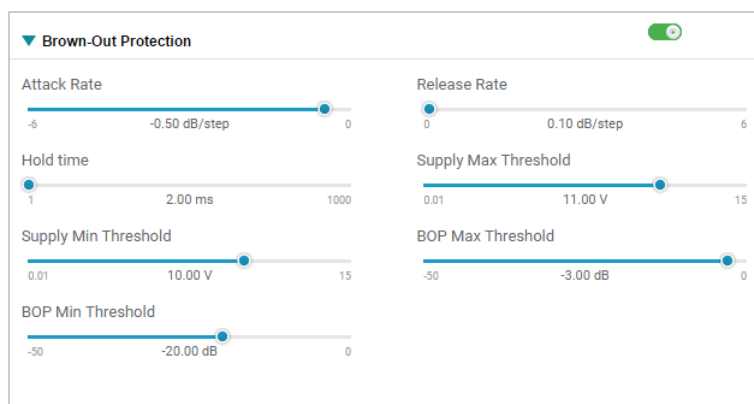 Brown-Out Protection
Attack Rate
-6 -0.50 dB/step 0
Release Rate
0 0.10 dB/step 6
Hold time
1 2.00 ms 1000
Supply Max Threshold
0.01 11.00 V 15
Supply Min Threshold
0.01 10.00 V 15
BOP Max Threshold
-50 -3.00 dB 0
BOP Min Threshold
-50 -20.00 dB 0